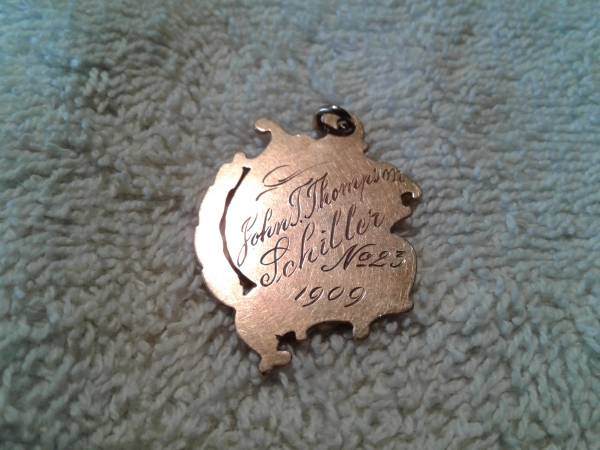 John T. Thompson
Schiller
No 23
1909